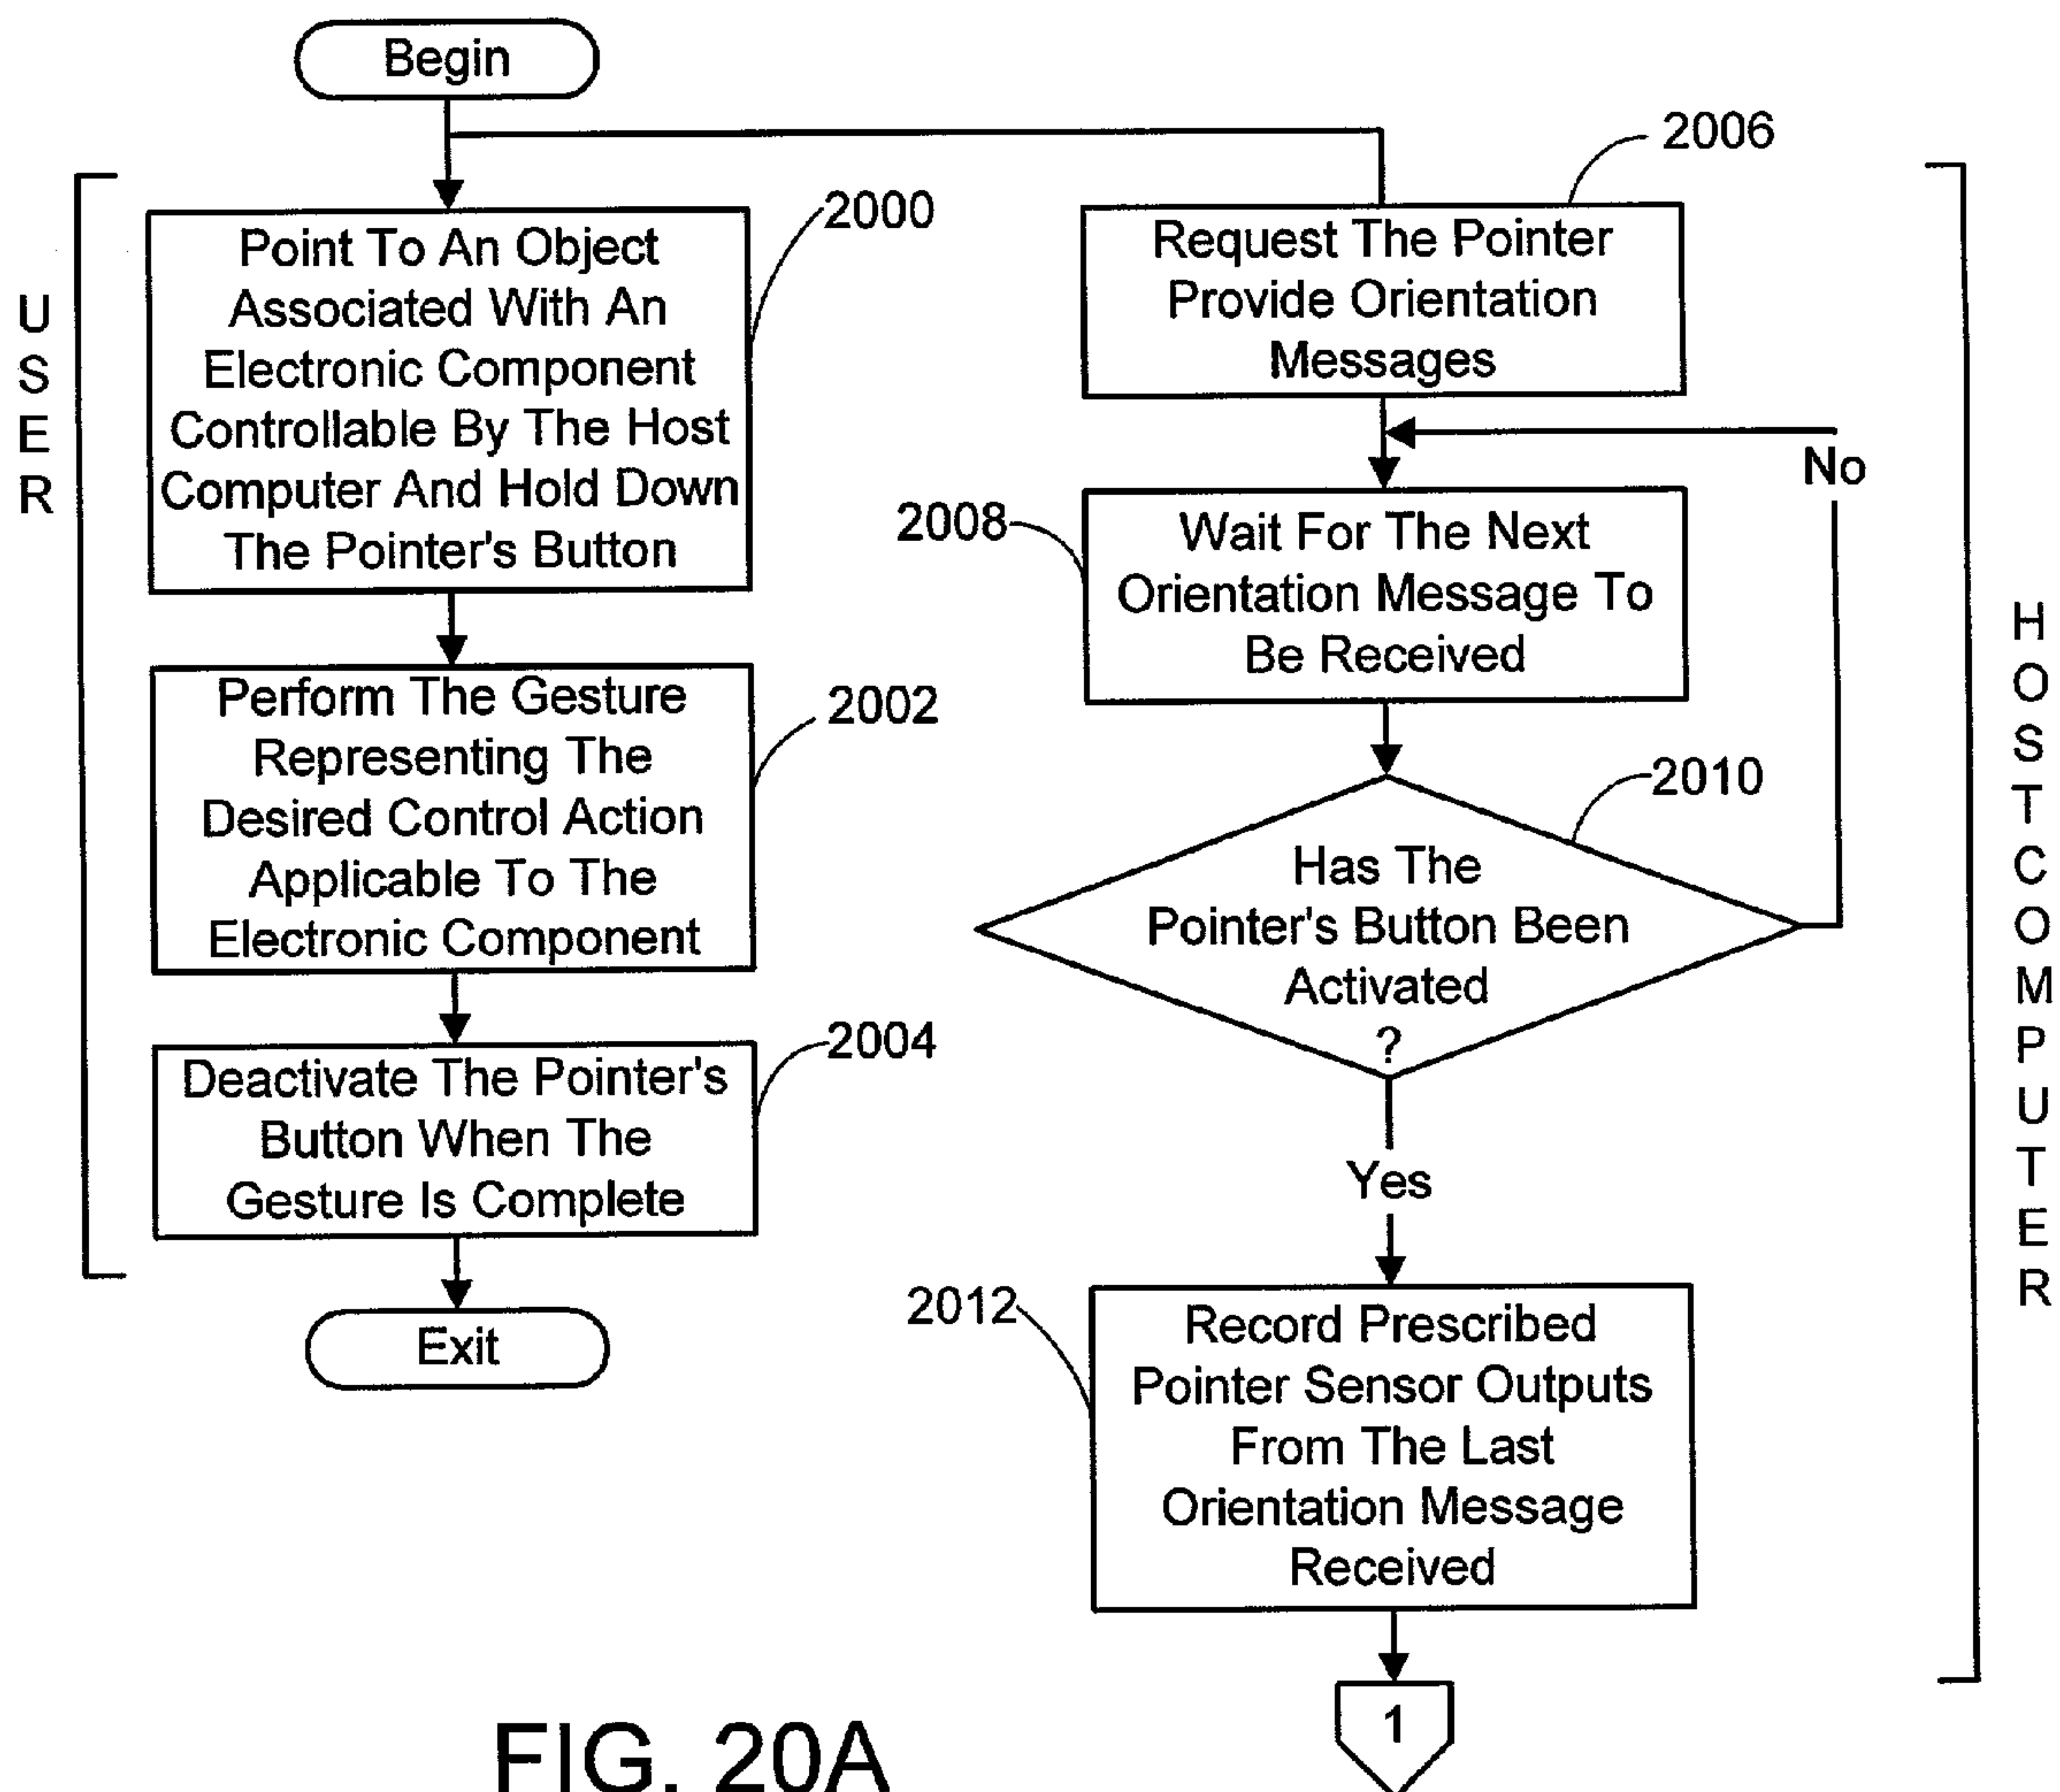 Begin
USER
2000
Point To An Object
Associated With An
Electronic Component
Controllable By The Host
Computer And Hold Down
The Pointer's Button
2002
Perform The Gesture
Representing The
Desired Control Action
Applicable To The
Electronic Component
2004
Deactivate The Pointer's
Button When The
Gesture Is Complete
Exit
2006
Request The Pointer
Provide Orientation
Messages
No
2008
Wait For The Next
Orientation Message To
Be Received
2010
Has The
Pointer's Button Been
Activated
?
Yes
2012
Record Prescribed
Pointer Sensor Outputs
From The Last
Orientation Message
Received
1
HOST COMPUTER
FIG. 20A